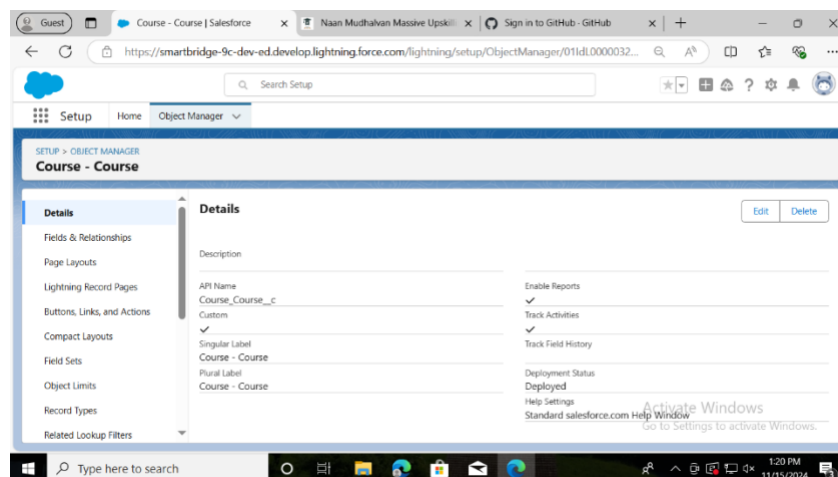 Guest
Course - Course | Salesforce
Naan Mudhalvan Massive Upskill
Sign in to GitHub · GitHub
https://smartbridge-9c-dev-ed.develop.lightning.force.com/lightning/setup/ObjectManager/01IdL0000032...
Search Setup
Setup
Home
Object Manager
SETUP > OBJECT MANAGER
Course - Course
Details
Fields & Relationships
Page Layouts
Lightning Record Pages
Buttons, Links, and Actions
Compact Layouts
Field Sets
Object Limits
Record Types
Related Lookup Filters
Details
Edit
Delete
Description
API Name
Course_Course__c
Custom
Singular Label
Course - Course
Plural Label
Course - Course
Enable Reports
Track Activities
Track Field History
Deployment Status
Deployed
Help Settings
Standard salesforce.com Help Window
Activate Windows
Go to Settings to activate Windows.
Type here to search
1:20 PM
11/15/2024